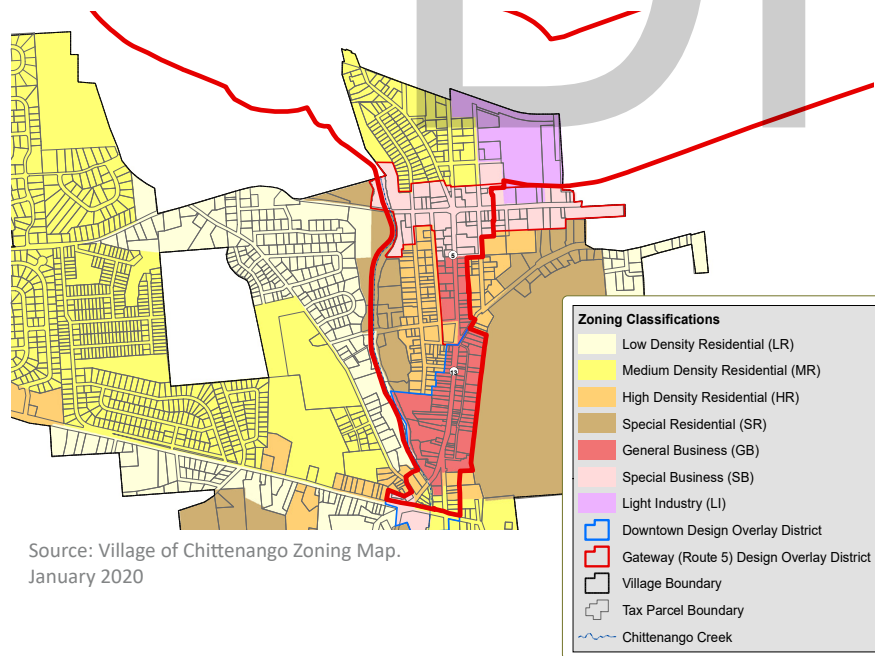 5
13
Zoning Classifications
Low Density Residential (LR)
Medium Density Residential (MR)
High Density Residential (HR)
Special Residential (SR)
General Business (GB)
Special Business (SB)
Light Industry (LI)
Downtown Design Overlay District
Gateway (Route 5) Design Overlay District
Village Boundary
Tax Parcel Boundary
Chittenango Creek
Source: Village of Chittenango Zoning Map.
January 2020